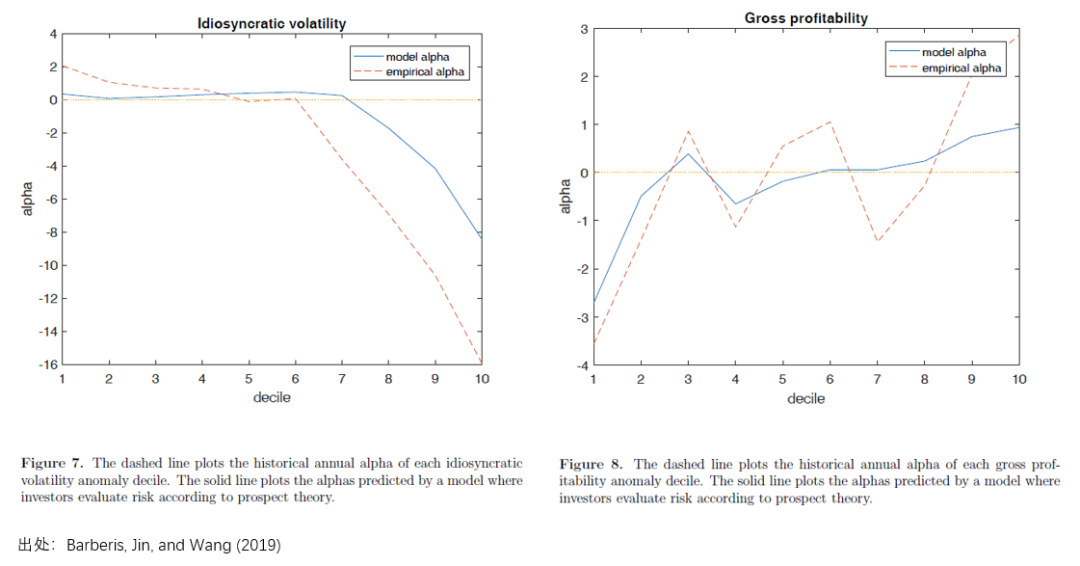 Idiosyncratic volatility
4
2
0
-2
-4
-6
-8
-10
-12
-14
-16
alpha
model alpha
empirical alpha
1 2 3 4 5 6 7 8 9 10
decile
Gross profitability
3
2
1
0
-1
-2
-3
-4
alpha
model alpha
empirical alpha
1 2 3 4 5 6 7 8 9 10
decile
Figure 7. The dashed line plots the historical annual alpha of each idiosyncratic
volatility anomaly decile. The solid line plots the alphas predicted by a model where
investors evaluate risk according to prospect theory.
Figure 8. The dashed line plots the historical annual alpha of each gross prof-
itability anomaly decile. The solid line plots the alphas predicted by a model where
investors evaluate risk according to prospect theory.
出处：Barberis, Jin, and Wang (2019)